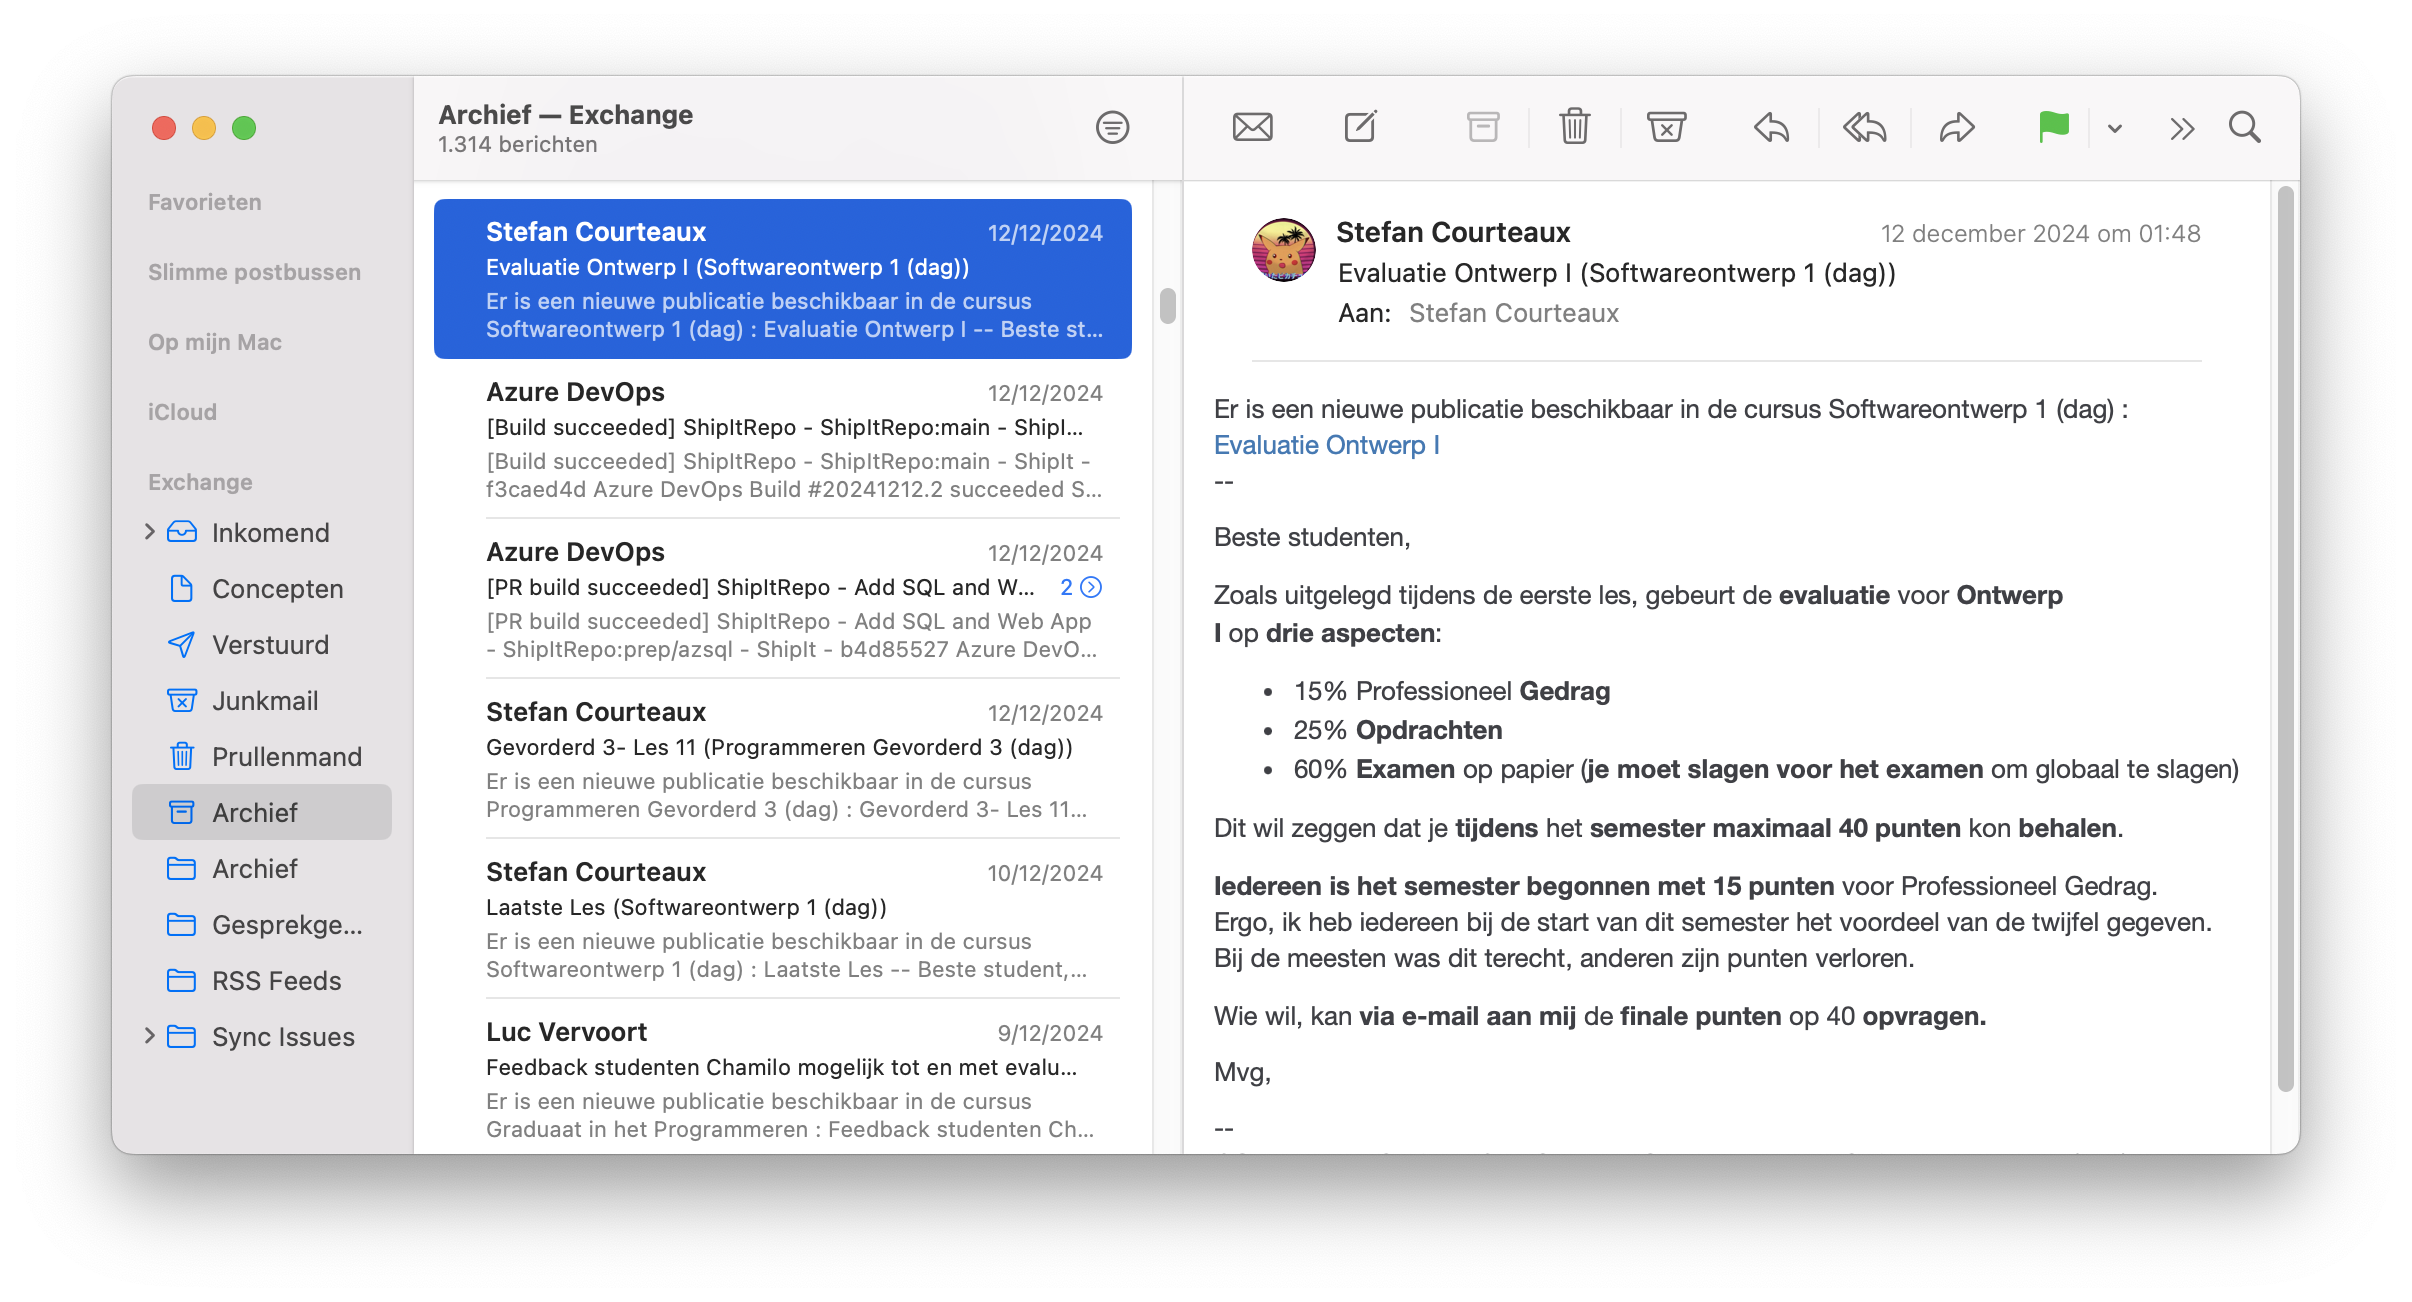 Favorieten
Slimme postbussen
Op mijn Mac
iCloud
Exchange
Inkomend
Concepten
Verstuurd
Junkmail
Prullenmand
Archief
Archief
Gesprekge...
RSS Feeds
Sync Issues
Archief — Exchange
1.314 berichten
Stefan Courteaux 12/12/2024
Evaluatie Ontwerp I (Softwareontwerp 1 (dag))
Er is een nieuwe publicatie beschikbaar in de cursus
Softwareontwerp 1 (dag) : Evaluatie Ontwerp I -- Beste st...
Azure DevOps 12/12/2024
[Build succeeded] ShipItRepo - ShipItRepo:main - ShipI...
[Build succeeded] ShipItRepo - ShipItRepo:main - ShipIt -
f3caed4d Azure DevOps Build #20241212.2 succeeded S...
Azure DevOps 12/12/2024
[PR build succeeded] ShipItRepo - Add SQL and W... 2
[PR build succeeded] ShipItRepo - Add SQL and Web App
- ShipItRepo:prep/azsql - ShipIt - b4d85527 Azure DevO...
Stefan Courteaux 12/12/2024
Gevorderd 3- Les 11 (Programmeren Gevorderd 3 (dag))
Er is een nieuwe publicatie beschikbaar in de cursus
Programmeren Gevorderd 3 (dag) : Gevorderd 3- Les 11...
Stefan Courteaux 10/12/2024
Laatste Les (Softwareontwerp 1 (dag))
Er is een nieuwe publicatie beschikbaar in de cursus
Softwareontwerp 1 (dag) : Laatste Les -- Beste student,...
Luc Vervoort 9/12/2024
Feedback studenten Chamilo mogelijk tot en met evalu...
Er is een nieuwe publicatie beschikbaar in de cursus
Graduaat in het Programmeren : Feedback studenten Ch...
Stefan Courteaux 12 december 2024 om 01:48
Evaluatie Ontwerp I (Softwareontwerp 1 (dag))
Aan: Stefan Courteaux
Er is een nieuwe publicatie beschikbaar in de cursus Softwareontwerp 1 (dag) :
Evaluatie Ontwerp I
--
Beste studenten,
Zoals uitgelegd tijdens de eerste les, gebeurt de evaluatie voor Ontwerp
I op drie aspecten:
• 15% Professioneel Gedrag
• 25% Opdrachten
• 60% Examen op papier (je moet slagen voor het examen om globaal te slagen)
Dit wil zeggen dat je tijdens het semester maximaal 40 punten kon behalen.
Iedereen is het semester begonnen met 15 punten voor Professioneel Gedrag.
Ergo, ik heb iedereen bij de start van dit semester het voordeel van de twijfel gegeven.
Bij de meesten was dit terecht, anderen zijn punten verloren.
Wie wil, kan via e-mail aan mij de finale punten op 40 opvragen.
Mvg,
--